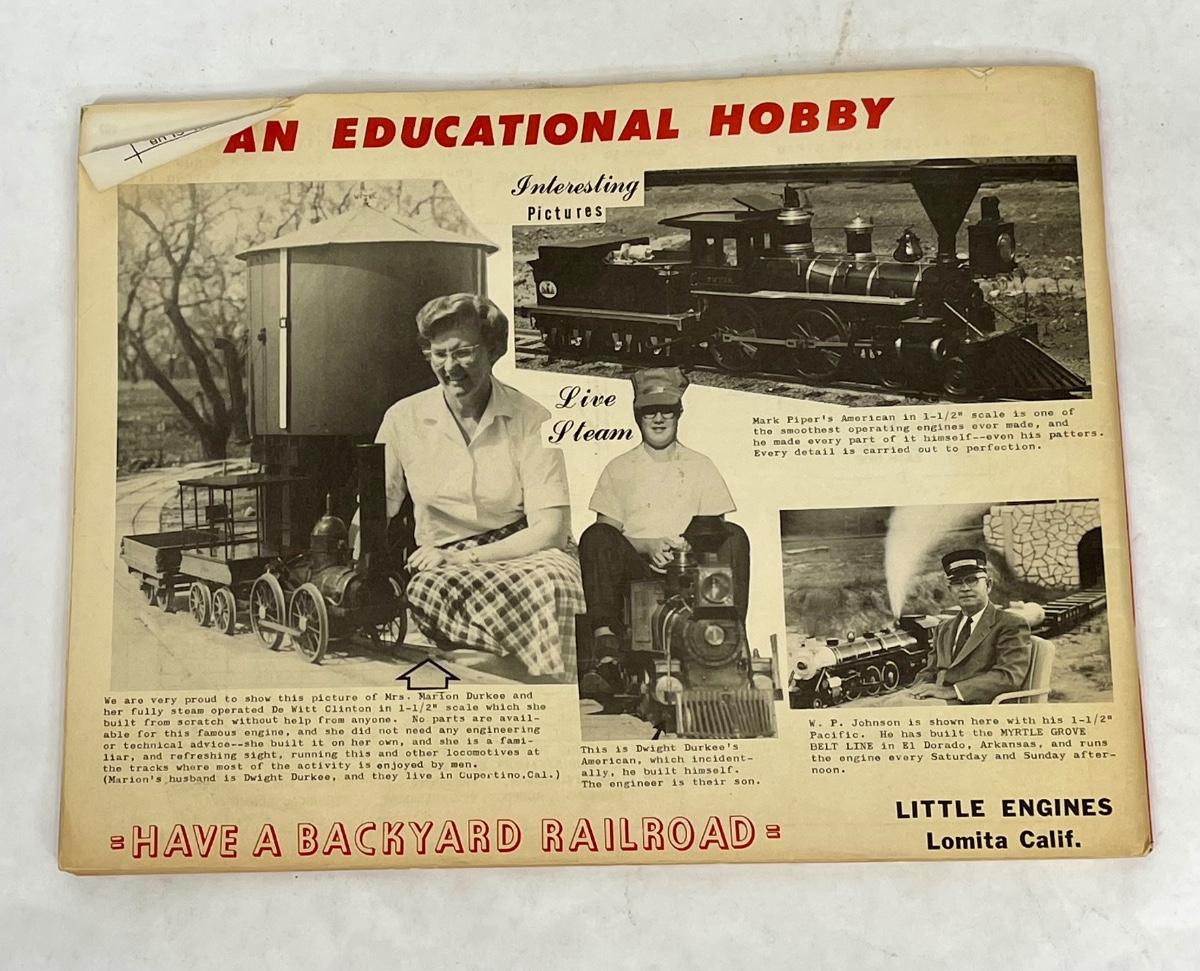 AN EDUCATIONAL HOBBY
CLUB
Interesting
Pictures
Live
Steam
Mark Piper's American in 1-1/2" scale is one of
the smoothest operating engines ever made, and
he made every part of it himself--even his patters.
Every detail is carried out to perfection.
We are very proud to show this picture of Mrs. Marion Durkee and
her fully steam operated De Witt Clinton in 1-1/2" scale which she
built from scratch without help from anyone. No parts are avail-
able for this famous engine, and she did not need any engineering
or technical advice--she built it on her own, and she is a fami-
liar, and refreshing sight, running this and other locomotives at
the tracks where most of the activity is enjoyed by men.
(Marion's husband is Dwight Durkee, and they live in Cupertino,Cal.)
This is Dwight Durkee's
American, which incident-
ally, he built himself.
The engineer is their son.
W. P. Johnson is shown here with his 1-1/2"
Pacific. He has built the MYRTLE GROVE
BELT LINE in El Dorado, Arkansas, and runs
the engine every Saturday and Sunday after-
noon.
"HAVE A BACKYARD RAILROAD"
LITTLE ENGINES
Lomita Calif.